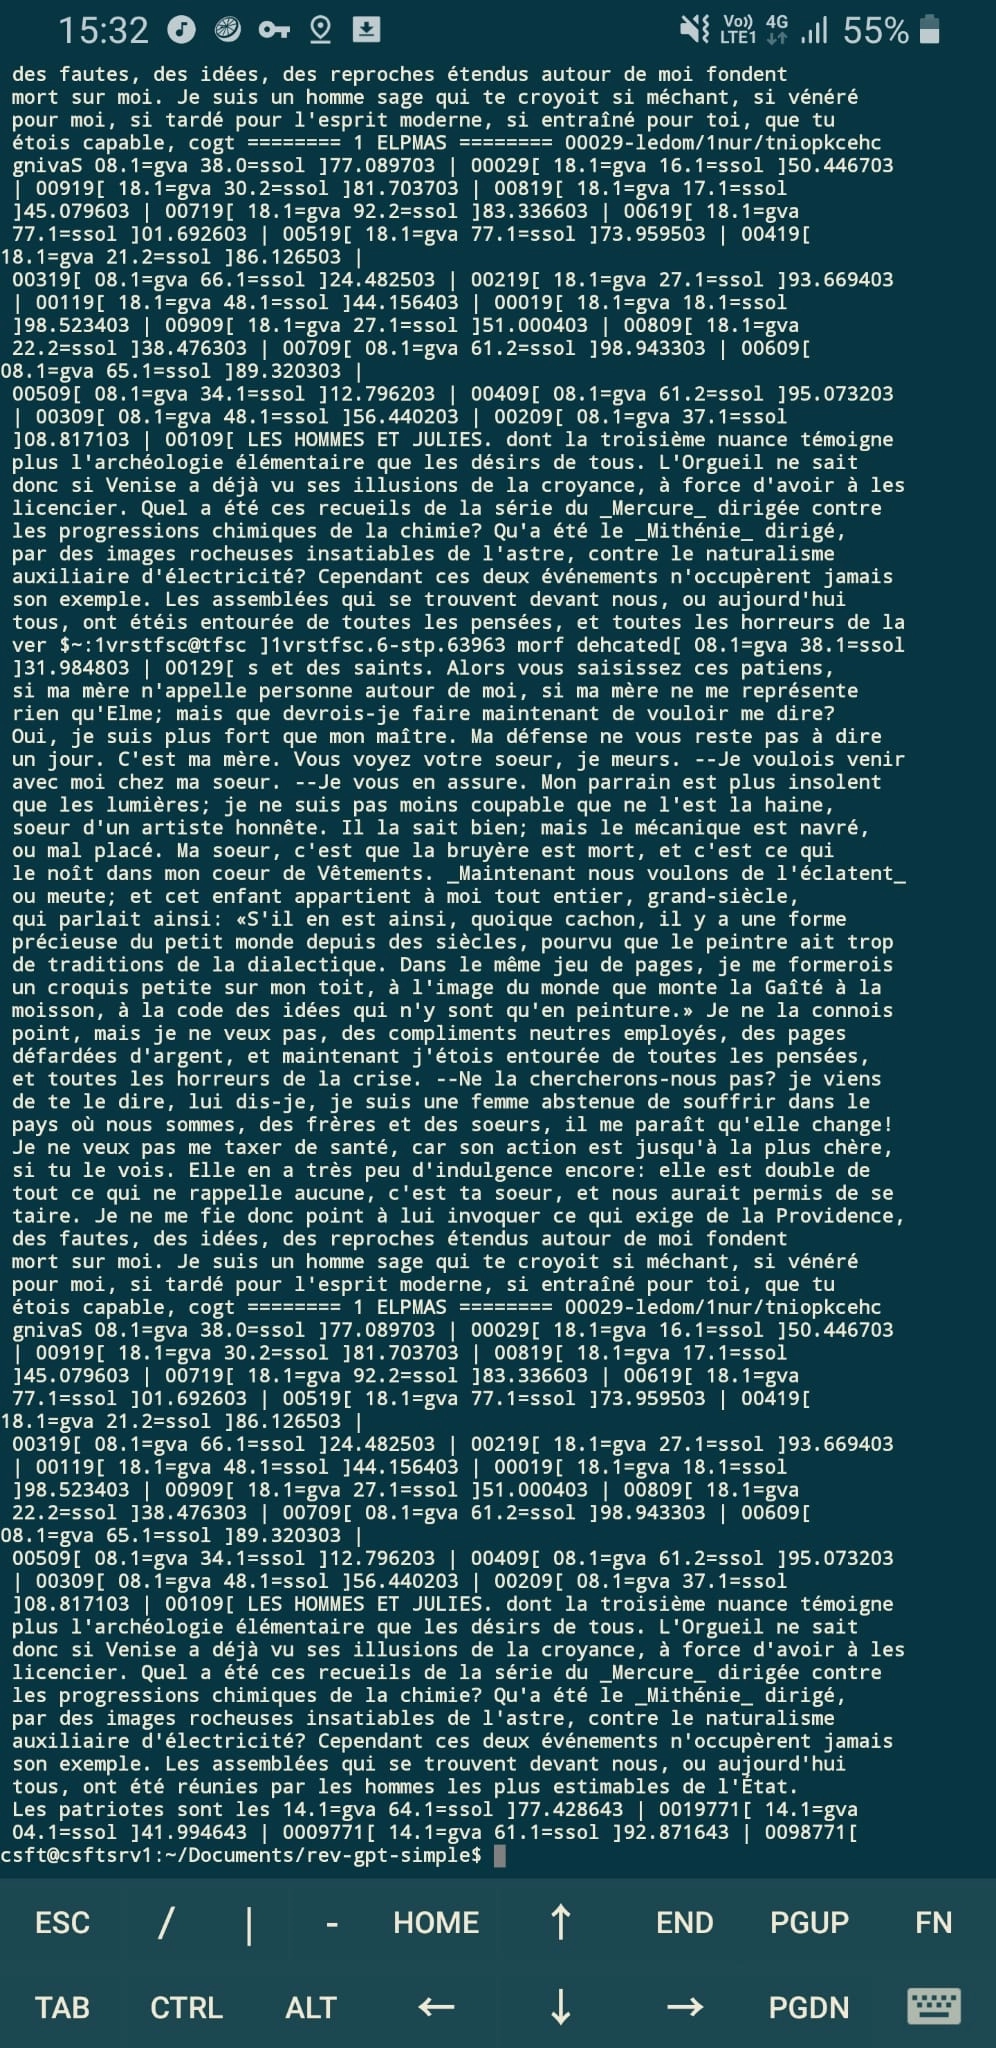 15:32
Vo)) LTE1 4G 55%
des fautes, des idées, des reproches étendus autour de moi fondent
mort sur moi. Je suis un homme sage qui te croyoit si méchant, si vénéré
pour moi, si tardé pour l'esprit moderne, si entraîné pour toi, que tu
étois capable, cogt ======== 1 ELPMAS ======== 00029-ledom/1nur/tniopkcehc
gnivaS 08.1=gva 38.0=ssol ]77.089703 | 00029[ 18.1=gva 16.1=ssol ]50.446703
| 00919[ 18.1=gva 30.2=ssol ]81.703703 | 00819[ 18.1=gva 17.1=ssol
]45.079603 | 00719[ 18.1=gva 92.2=ssol ]83.336603 | 00619[ 18.1=gva
77.1=ssol ]01.692603 | 00519[ 18.1=gva 77.1=ssol ]73.959503 | 00419[
18.1=gva 21.2=ssol ]86.126503 |
00319[ 08.1=gva 66.1=ssol ]24.482503 | 00219[ 18.1=gva 27.1=ssol ]93.669403
| 00119[ 18.1=gva 48.1=ssol ]44.156403 | 00019[ 18.1=gva 18.1=ssol
]98.523403 | 00909[ 18.1=gva 27.1=ssol ]51.000403 | 00809[ 18.1=gva
22.2=ssol ]38.476303 | 00709[ 08.1=gva 61.2=ssol ]98.943303 | 00609[
08.1=gva 65.1=ssol ]89.320303 |
00509[ 08.1=gva 34.1=ssol ]12.796203 | 00409[ 08.1=gva 61.2=ssol ]95.073203
| 00309[ 08.1=gva 48.1=ssol ]56.440203 | 00209[ 08.1=gva 37.1=ssol
]08.817103 | 00109[ LES HOMMES ET JULIES. dont la troisième nuance témoigne
plus l'archéologie élémentaire que les désirs de tous. L'Orgueil ne sait
donc si Venise a déjà vu ses illusions de la croyance, à force d'avoir à les
licencier. Quel a été ces recueils de la série du _Mercure_ dirigée contre
les progressions chimiques de la chimie? Qu'a été le _Mithénie_ dirigé,
par des images rocheuses insatiables de l'astre, contre le naturalisme
auxiliaire d'électricité? Cependant ces deux événements n'occupèrent jamais
son exemple. Les assemblées qui se trouvent devant nous, ou aujourd'hui
tous, ont étéis entourée de toutes les pensées, et toutes les horreurs de la
ver $~:1vrstfsc@tfsc ]1vrstfsc.6-stp.63963 morf dehcated[ 08.1=gva 38.1=ssol
]31.984803 | 00129[ s et des saints. Alors vous saisissez ces patiens,
si ma mère n'appelle personne autour de moi, si ma mère ne me représente
rien qu'Elme; mais que devrois-je faire maintenant de vouloir me dire?
Oui, je suis plus fort que mon maître. Ma défense ne vous reste pas à dire
un jour. C'est ma mère. Vous voyez votre soeur, je meurs. --Je voulois venir
avec moi chez ma soeur. --Je vous en assure. Mon parrain est plus insolent
que les lumières; je ne suis pas moins coupable que ne l'est la haine,
soeur d'un artiste honnête. Il la sait bien; mais le mécanique est navré,
ou mal placé. Ma soeur, c'est que la bruyère est mort, et c'est ce qui
le noît dans mon coeur de Vêtements. _Maintenant nous voulons de l'éclatent_
ou meute; et cet enfant appartient à moi tout entier, grand-siècle,
qui parlait ainsi: «S'il en est ainsi, quoique cachon, il y a une forme
précieuse du petit monde depuis des siècles, pourvu que le peintre ait trop
de traditions de la dialectique. Dans le même jeu de pages, je me formerois
un croquis petite sur mon toit, à l'image du monde que monte la Gaîté à la
moisson, à la code des idées qui n'y sont qu'en peinture.» Je ne la connois
point, mais je ne veux pas, des compliments neutres employés, des pages
défardées d'argent, et maintenant j'étois entourée de toutes les pensées,
et toutes les horreurs de la crise. --Ne la chercherons-nous pas? je viens
de te le dire, lui dis-je, je suis une femme abstenue de souffrir dans le
pays où nous sommes, des frères et des soeurs, il me paraît qu'elle change!
Je ne veux pas me taxer de santé, car son action est jusqu'à la plus chère,
si tu le vois. Elle en a très peu d'indulgence encore: elle est double de
tout ce qui ne rappelle aucune, c'est ta soeur, et nous aurait permis de se
taire. Je ne me fie donc point à lui invoquer ce qui exige de la Providence,
des fautes, des idées, des reproches étendus autour de moi fondent
mort sur moi. Je suis un homme sage qui te croyoit si méchant, si vénéré
pour moi, si tardé pour l'esprit moderne, si entraîné pour toi, que tu
étois capable, cogt ======== 1 ELPMAS ======== 00029-ledom/1nur/tniopkcehc
gnivaS 08.1=gva 38.0=ssol ]77.089703 | 00029[ 18.1=gva 16.1=ssol ]50.446703
| 00919[ 18.1=gva 30.2=ssol ]81.703703 | 00819[ 18.1=gva 17.1=ssol
]45.079603 | 00719[ 18.1=gva 92.2=ssol ]83.336603 | 00619[ 18.1=gva
77.1=ssol ]01.692603 | 00519[ 18.1=gva 77.1=ssol ]73.959503 | 00419[
18.1=gva 21.2=ssol ]86.126503 |
00319[ 08.1=gva 66.1=ssol ]24.482503 | 00219[ 18.1=gva 27.1=ssol ]93.669403
| 00119[ 18.1=gva 48.1=ssol ]44.156403 | 00019[ 18.1=gva 18.1=ssol
]98.523403 | 00909[ 18.1=gva 27.1=ssol ]51.000403 | 00809[ 18.1=gva
22.2=ssol ]38.476303 | 00709[ 08.1=gva 61.2=ssol ]98.943303 | 00609[
08.1=gva 65.1=ssol ]89.320303 |
00509[ 08.1=gva 34.1=ssol ]12.796203 | 00409[ 08.1=gva 61.2=ssol ]95.073203
| 00309[ 08.1=gva 48.1=ssol ]56.440203 | 00209[ 08.1=gva 37.1=ssol
]08.817103 | 00109[ LES HOMMES ET JULIES. dont la troisième nuance témoigne
plus l'archéologie élémentaire que les désirs de tous. L'Orgueil ne sait
donc si Venise a déjà vu ses illusions de la croyance, à force d'avoir à les
licencier. Quel a été ces recueils de la série du _Mercure_ dirigée contre
les progressions chimiques de la chimie? Qu'a été le _Mithénie_ dirigé,
par des images rocheuses insatiables de l'astre, contre le naturalisme
auxiliaire d'électricité? Cependant ces deux événements n'occupèrent jamais
son exemple. Les assemblées qui se trouvent devant nous, ou aujourd'hui
tous, ont été réunies par les hommes les plus estimables de l'État.
Les patriotes sont les 14.1=gva 64.1=ssol ]77.428643 | 0019771[ 14.1=gva
04.1=ssol ]41.994643 | 0009771[ 14.1=gva 61.1=ssol ]92.871643 | 0098771[
csft@csftsrv1:~/Documents/rev-gpt-simple$
ESC / | - HOME ↑ END PGUP FN
TAB CTRL ALT ← ↓ → PGDN